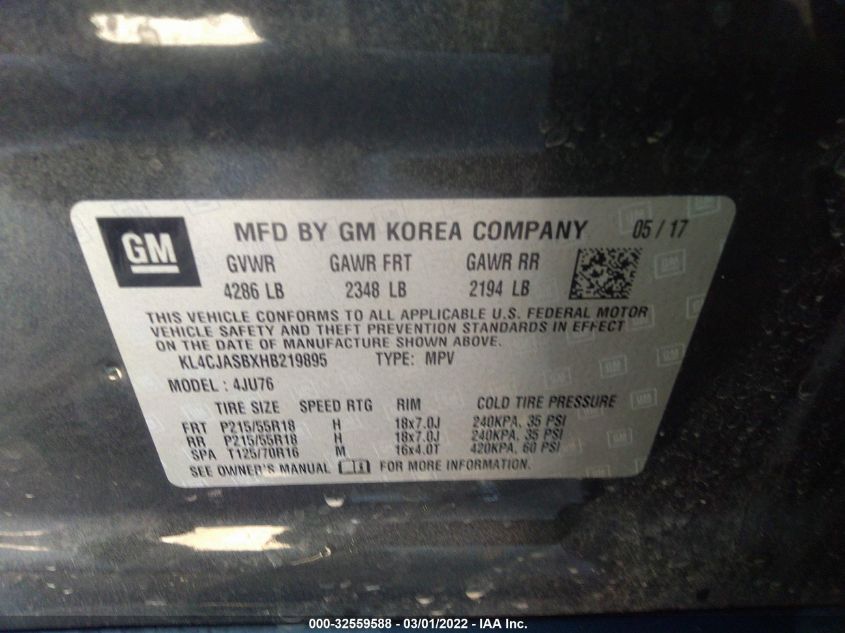 GM MFD BY GM KOREA COMPANY 05 / 17
GVWR GAWR FRT GAWR RR
4286 LB 2348 LB 2194 LB
THIS VEHICLE CONFORMS TO ALL APPLICABLE U.S. FEDERAL MOTOR
VEHICLE SAFETY AND THEFT PREVENTION STANDARDS IN EFFECT
ON THE DATE OF MANUFACTURE SHOWN ABOVE.
KL4CJASBXHB219895 TYPE: MPV
MODEL : 4JU76
TIRE SIZE SPEED RTG RIM COLD TIRE PRESSURE
FRT P215/55R18 H 18x7.0J 240KPA, 35 PSI
RR P215/55R18 H 18x7.0J 240KPA, 35 PSI
SPA T125/70R16 M 16x4.0T 420KPA, 60 PSI
SEE OWNER'S MANUAL FOR MORE INFORMATION.
000-32559588 - 03/01/2022 - IAA Inc.